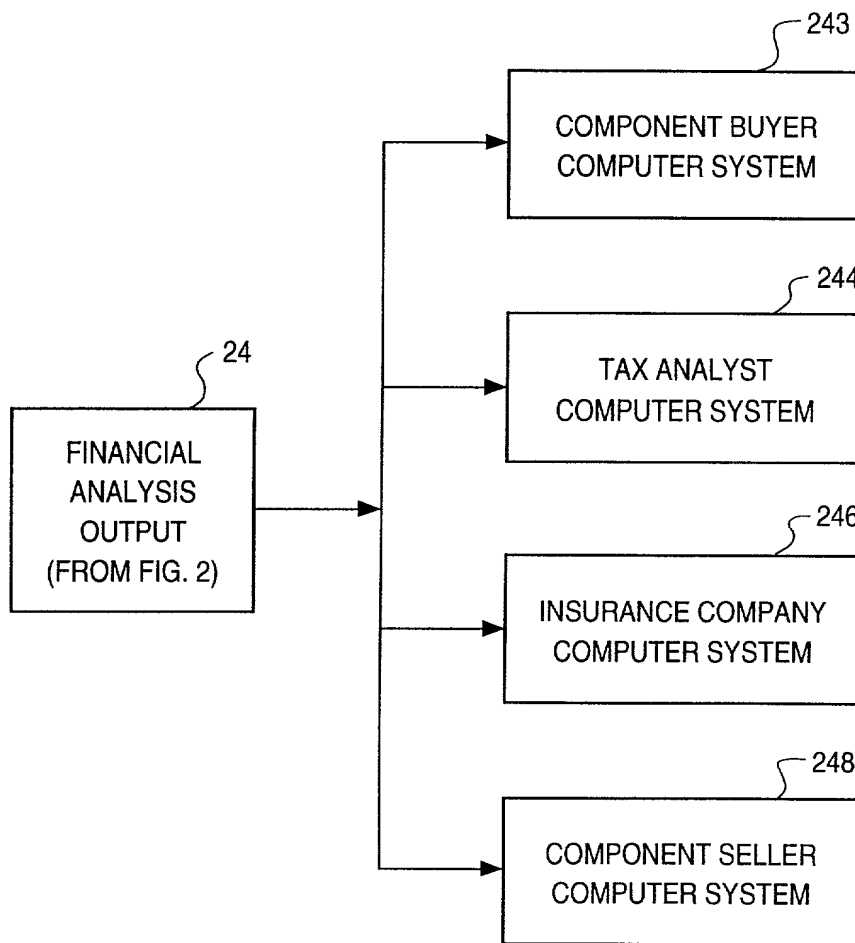 243
COMPONENT BUYER
COMPUTER SYSTEM
244
TAX ANALYST
COMPUTER SYSTEM
24
FINANCIAL
ANALYSIS
OUTPUT
(FROM FIG. 2)
246
INSURANCE COMPANY
COMPUTER SYSTEM
248
COMPONENT SELLER
COMPUTER SYSTEM